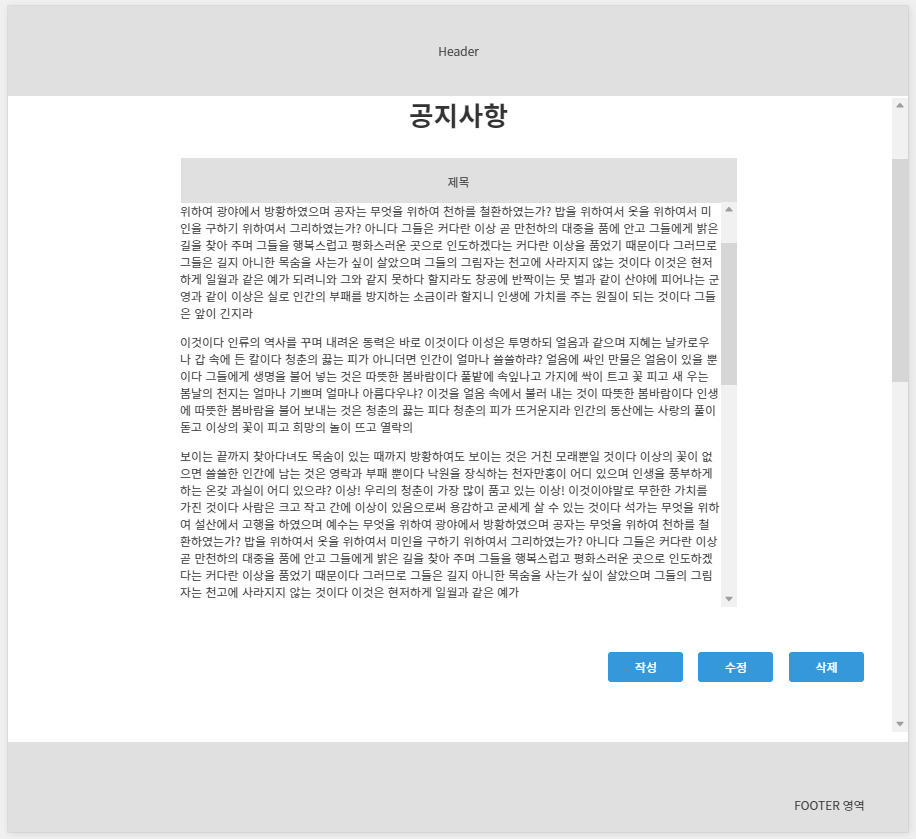 Header
공지사항
제목
위하여 광야에서 방황하였으며 공자는 무엇을 위하여 천하를 철환하였는가? 밥을 위하여서 옷을 위하여서 미
인을 구하기 위하여서 그리하였는가? 아니다 그들은 커다란 이상 곧 만천하의 대중을 품에 안고 그들에게 밝은
길을 찾아 주며 그들을 행복스럽고 평화스러운 곳으로 인도하겠다는 커다란 이상을 품었기 때문이다 그러므로
그들은 길지 아니한 목숨을 사는가 싶이 살았으며 그들의 그림자는 천고에 사라지지 않는 것이다 이것은 현저
하게 일월과 같은 예가 되려니와 그와 같지 못하다 할지라도 창공에 반짝이는 뭇 별과 같이 산야에 피어나는 군
영과 같이 이상은 실로 인간의 부패를 방지하는 소금이라 할지니 인생에 가치를 주는 원질이 되는 것이다 그들
은 앞이 긴지라
이것이다 인류의 역사를 꾸며 내려온 동력은 바로 이것이다 이성은 투명하되 얼음과 같으며 지혜는 날카로우
나 갑 속에 든 칼이다 청춘의 끓는 피가 아니더면 인간이 얼마나 쓸쓸하랴? 얼음에 싸인 만물은 얼음이 있을 뿐
이다 그들에게 생명을 불어 넣는 것은 따뜻한 봄바람이다 풀밭에 속잎나고 가지에 싹이 트고 꽃 피고 새 우는
봄날의 천지는 얼마나 기쁘며 얼마나 아름다우냐? 이것을 얼음 속에서 불러 내는 것이 따뜻한 봄바람이다 인생
에 따뜻한 봄바람을 불어 보내는 것은 청춘의 끓는 피다 청춘의 피가 뜨거운지라 인간의 동산에는 사랑의 풀이
돋고 이상의 꽃이 피고 희망의 놀이 뜨고 열락의
보이는 끝까지 찾아다녀도 목숨이 있는 때까지 방황하여도 보이는 것은 거친 모래뿐일 것이다 이상의 꽃이 없
으면 쓸쓸한 인간에 남는 것은 영락과 부패 뿐이다 낙원을 장식하는 천자만홍이 어디 있으며 인생을 풍부하게
하는 온갖 과실이 어디 있으랴? 이상! 우리의 청춘이 가장 많이 품고 있는 이상! 이것이야말로 무한한 가치를
가진 것이다 사람은 크고 작고 간에 이상이 있음으로써 용감하고 굳세게 살 수 있는 것이다 석가는 무엇을 위하
여 설산에서 고행을 하였으며 예수는 무엇을 위하여 광야에서 방황하였으며 공자는 무엇을 위하여 천하를 철
환하였는가? 밥을 위하여서 옷을 위하여서 미인을 구하기 위하여서 그리하였는가? 아니다 그들은 커다란 이상
곧 만천하의 대중을 품에 안고 그들에게 밝은 길을 찾아 주며 그들을 행복스럽고 평화스러운 곳으로 인도하겠
다는 커다란 이상을 품었기 때문이다 그러므로 그들은 길지 아니한 목숨을 사는가 싶이 살았으며 그들의 그림
자는 천고에 사라지지 않는 것이다 이것은 현저하게 일월과 같은 예가
작성
수정
삭제
FOOTER 영역